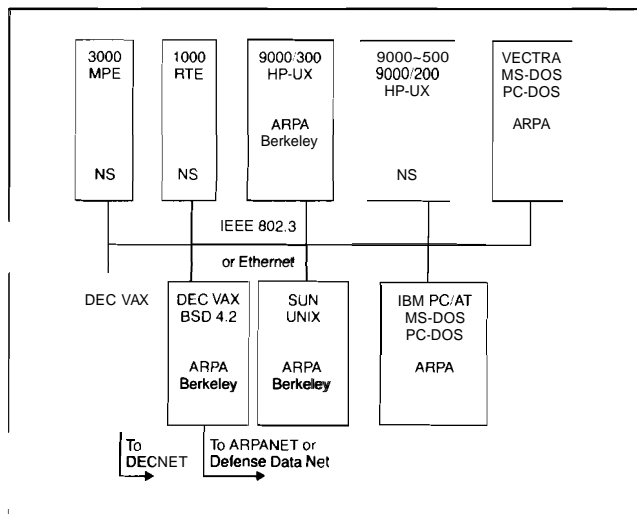 3000
MPE
NS
1000
RTE
NS
9000/300
HP-UX
ARPA
Berkeley
9000~500
9000/200
HP-UX
NS
VECTRA
MS-DOS
PC-DOS
ARPA
IEEE 802.3
or Ethernet
DEC VAX
DEC VAX
BSD 4.2
ARPA
Berkeley
SUN
UNIX
ARPA
Berkeley
IBM PC/AT
MS-DOS
PC-DOS
ARPA
To
DECNET
To ARPANET or
Defense Data Net